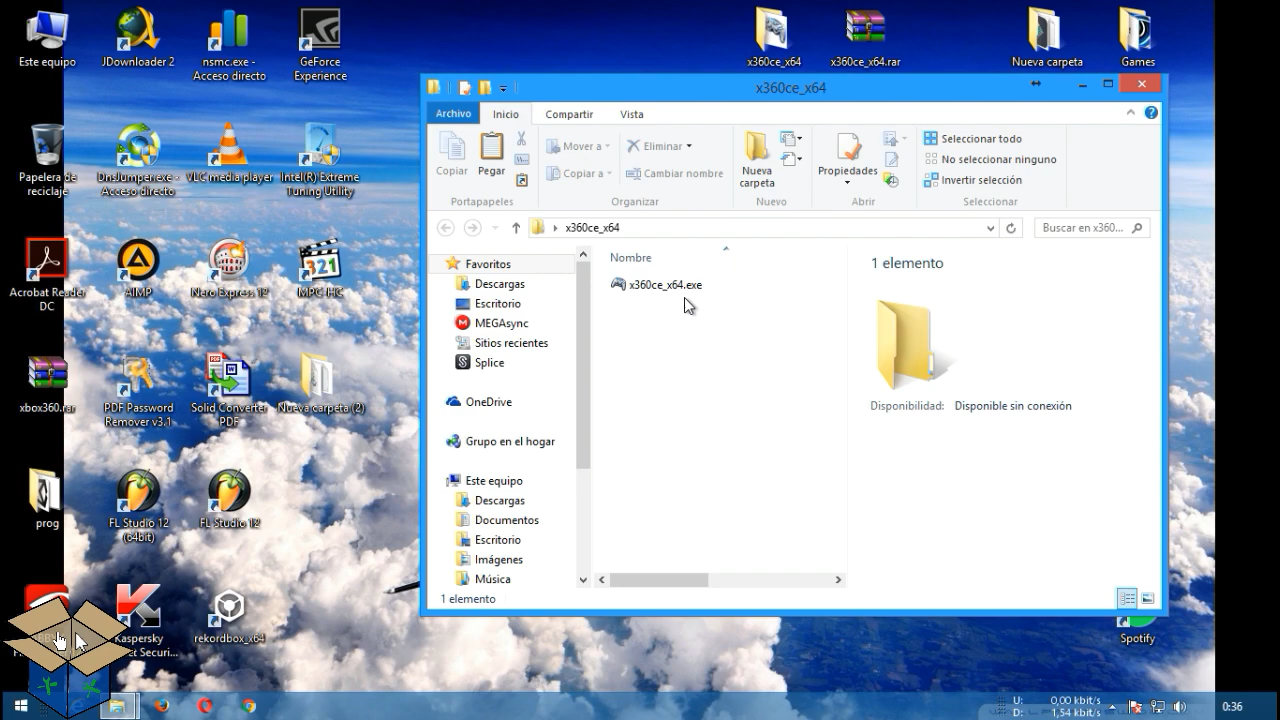 Este equipo
JDownloader 2
nsmc.exe -
Acceso directo
GeForce
Experience
x360ce_x64
x360ce_x64.rar
Nueva carpeta
Games
Papelera de
reciclaje
DnsJumper.exe -
Acceso directo
VLC media player
Intel(R) Extreme
Tuning Utility
Acrobat Reader
DC
AIMP
Nero Express 12
321
MPC-HC
xbox360.rar
PDF Password
Remover v3.1
PDF
W
Solid Converter
PDF
Nueva carpeta (2)
prog
FL Studio 12
(64bit)
FL Studio 12
Kaspersky
Securi...
rekordbox_x64
Spotify
x360ce_x64
Archivo
Inicio
Compartir
Vista
Copiar
Pegar
Mover a
Copiar a
Eliminar
Cambiar nombre
Nueva
carpeta
Propiedades
Seleccionar todo
No seleccionar ninguno
Invertir selección
Portapapeles
Organizar
Nuevo
Abrir
Seleccionar
x360ce_x64
Buscar en x360...
Favoritos
Descargas
Escritorio
MEGAsync
Sitios recientes
Splice
OneDrive
Grupo en el hogar
Este equipo
Descargas
Documentos
Escritorio
Imágenes
Música
Nombre
x360ce_x64.exe
1 elemento
Disponibilidad: Disponible sin conexión
1 elemento
U: 0,00 kbit/s
D: 1,54 kbit/s
0:36